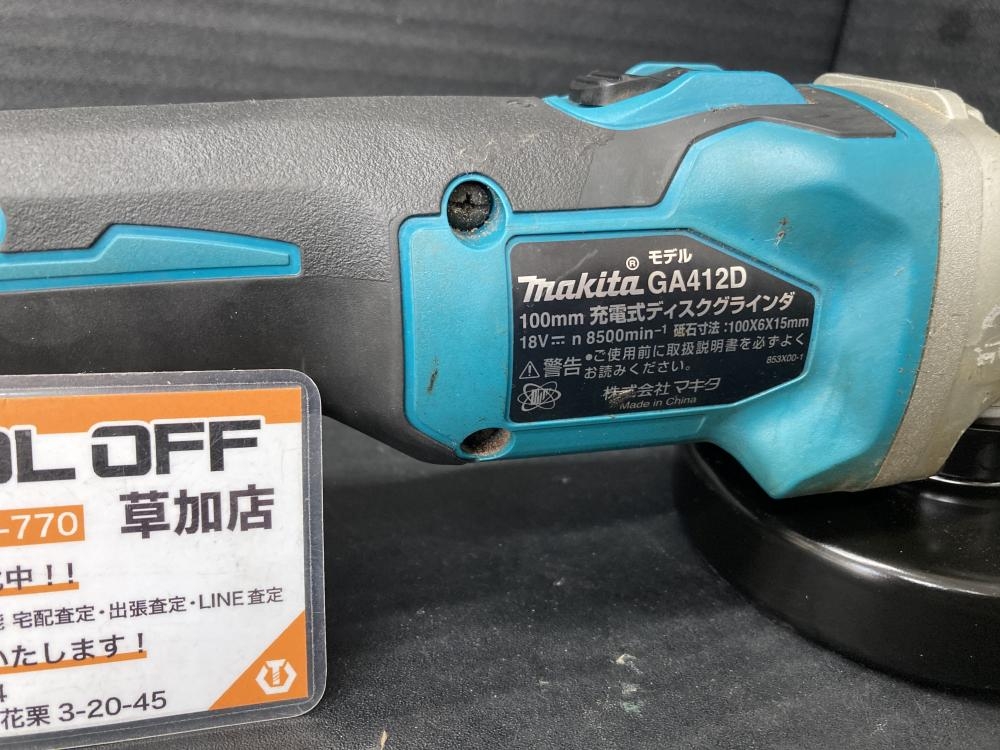 モデル
makita® GA412D
100mm 充電式ディスクグラインダ
18V⎓ n 8500min⁻¹ 砥石寸法:100X6X15mm
⚠警告 ●ご使用前に取扱説明書を必ずよく
お読みください。
853X00-1
株式会社マキタ
Made in China
OL OFF
-770 草加店
中!!
宅配査定・出張査定・LINE査定
いたします!
4
花栗 3-20-45